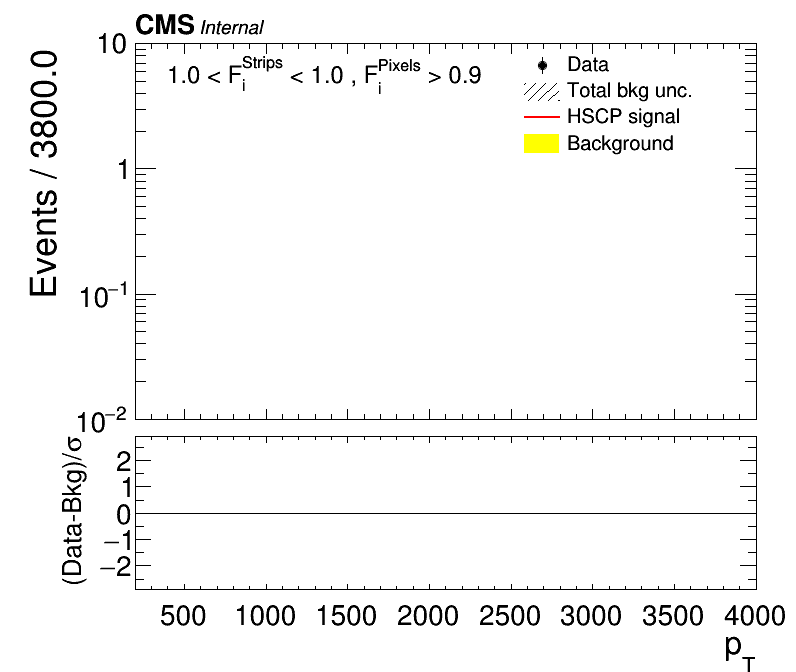 CMS Internal
10
1
10⁻¹
10⁻²
Events / 3800.0
1.0 < F_i^Strips < 1.0 , F_i^Pixels > 0.9
Data
Total bkg unc.
HSCP signal
Background
(Data-Bkg)/σ
2
1
0
−1
−2
500 1000 1500 2000 2500 3000 3500 4000
p_T